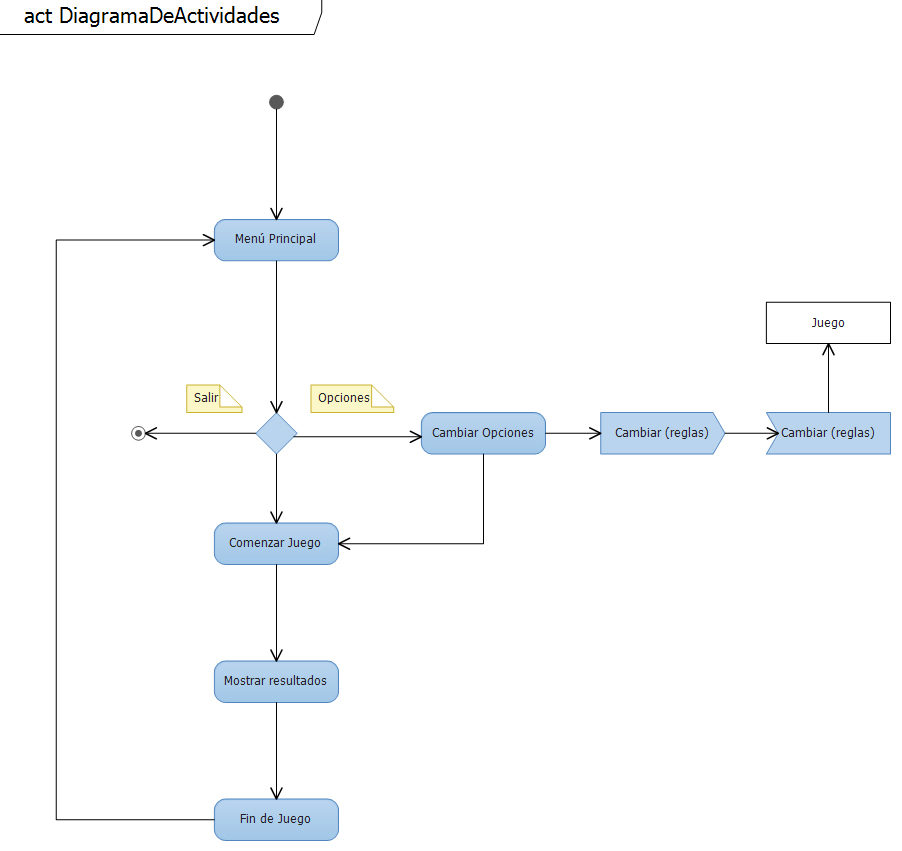 act DiagramaDeActividades
Menú Principal
Juego
Salir
Opciones
Cambiar Opciones
Cambiar (reglas)
Cambiar (reglas)
Comenzar Juego
Mostrar resultados
Fin de Juego